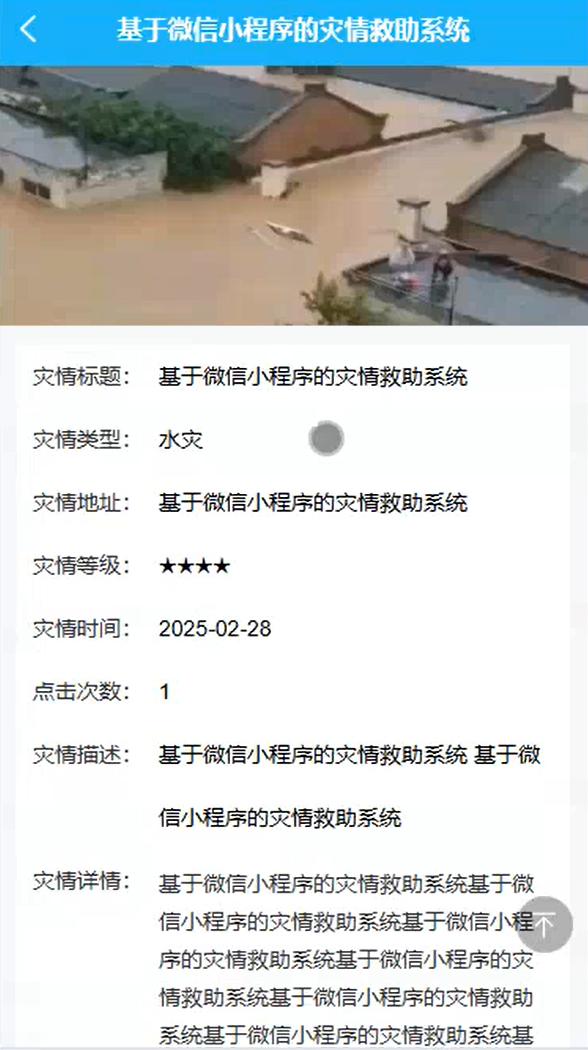 基于微信小程序的灾情救助系统
灾情标题： 基于微信小程序的灾情救助系统
灾情类型： 水灾
灾情地址： 基于微信小程序的灾情救助系统
灾情等级： ★★★★
灾情时间： 2025-02-28
点击次数： 1
灾情描述： 基于微信小程序的灾情救助系统 基于微
信小程序的灾情救助系统
灾情详情： 基于微信小程序的灾情救助系统基于微
信小程序的灾情救助系统基于微信小程
序的灾情救助系统基于微信小程序的灾
情救助系统基于微信小程序的灾情救助
系统基于微信小程序的灾情救助系统基